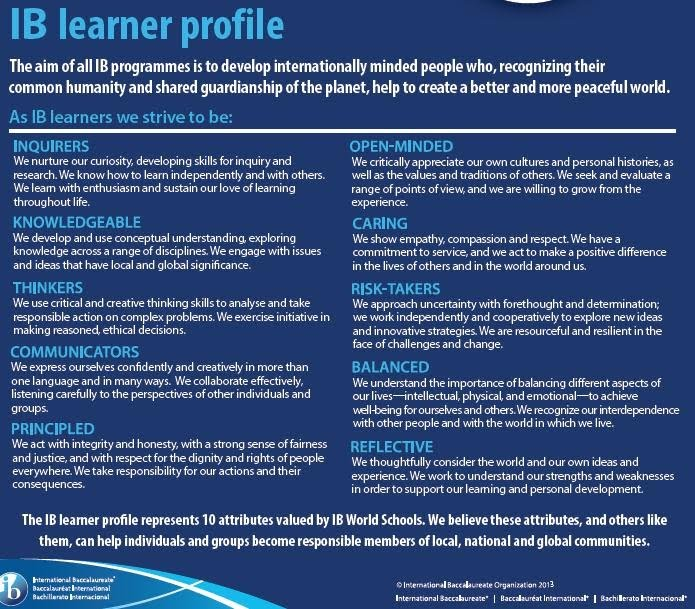 IB learner profile
The aim of all IB programmes is to develop internationally minded people who, recognizing their
common humanity and shared guardianship of the planet, help to create a better and more peaceful world.
As IB learners we strive to be:
INQUIRERS
We nurture our curiosity, developing skills for inquiry and
research. We know how to learn independently and with others.
We learn with enthusiasm and sustain our love of learning
throughout life.
KNOWLEDGEABLE
We develop and use conceptual understanding, exploring
knowledge across a range of disciplines. We engage with issues
and ideas that have local and global significance.
THINKERS
We use critical and creative thinking skills to analyse and take
responsible action on complex problems. We exercise initiative in
making reasoned, ethical decisions.
COMMUNICATORS
We express ourselves confidently and creatively in more than
one language and in many ways. We collaborate effectively,
listening carefully to the perspectives of other individuals and
groups.
PRINCIPLED
We act with integrity and honesty, with a strong sense of fairness
and justice, and with respect for the dignity and rights of people
everywhere. We take responsibility for our actions and their
consequences.
OPEN-MINDED
We critically appreciate our own cultures and personal histories, as
well as the values and traditions of others. We seek and evaluate a
range of points of view, and we are willing to grow from the
experience.
CARING
We show empathy, compassion and respect. We have a
commitment to service, and we act to make a positive difference
in the lives of others and in the world around us.
RISK-TAKERS
We approach uncertainty with forethought and determination;
we work independently and cooperatively to explore new ideas
and innovative strategies. We are resourceful and resilient in the
face of challenges and change.
BALANCED
We understand the importance of balancing different aspects of
our lives—intellectual, physical, and emotional—to achieve
well-being for ourselves and others. We recognize our interdependence
with other people and with the world in which we live.
REFLECTIVE
We thoughtfully consider the world and our own ideas and
experience. We work to understand our strengths and weaknesses
in order to support our learning and personal development.
The IB learner profile represents 10 attributes valued by IB World Schools. We believe these attributes, and others like
them, can help individuals and groups become responsible members of local, national and global communities.
ib
International Baccalaureate®
Baccalauréat International
Bachillerato Internacional
© International Baccalaureate Organization 2013
International Baccalaureate® | Baccalauréat International® | Bachillerato Internacional®